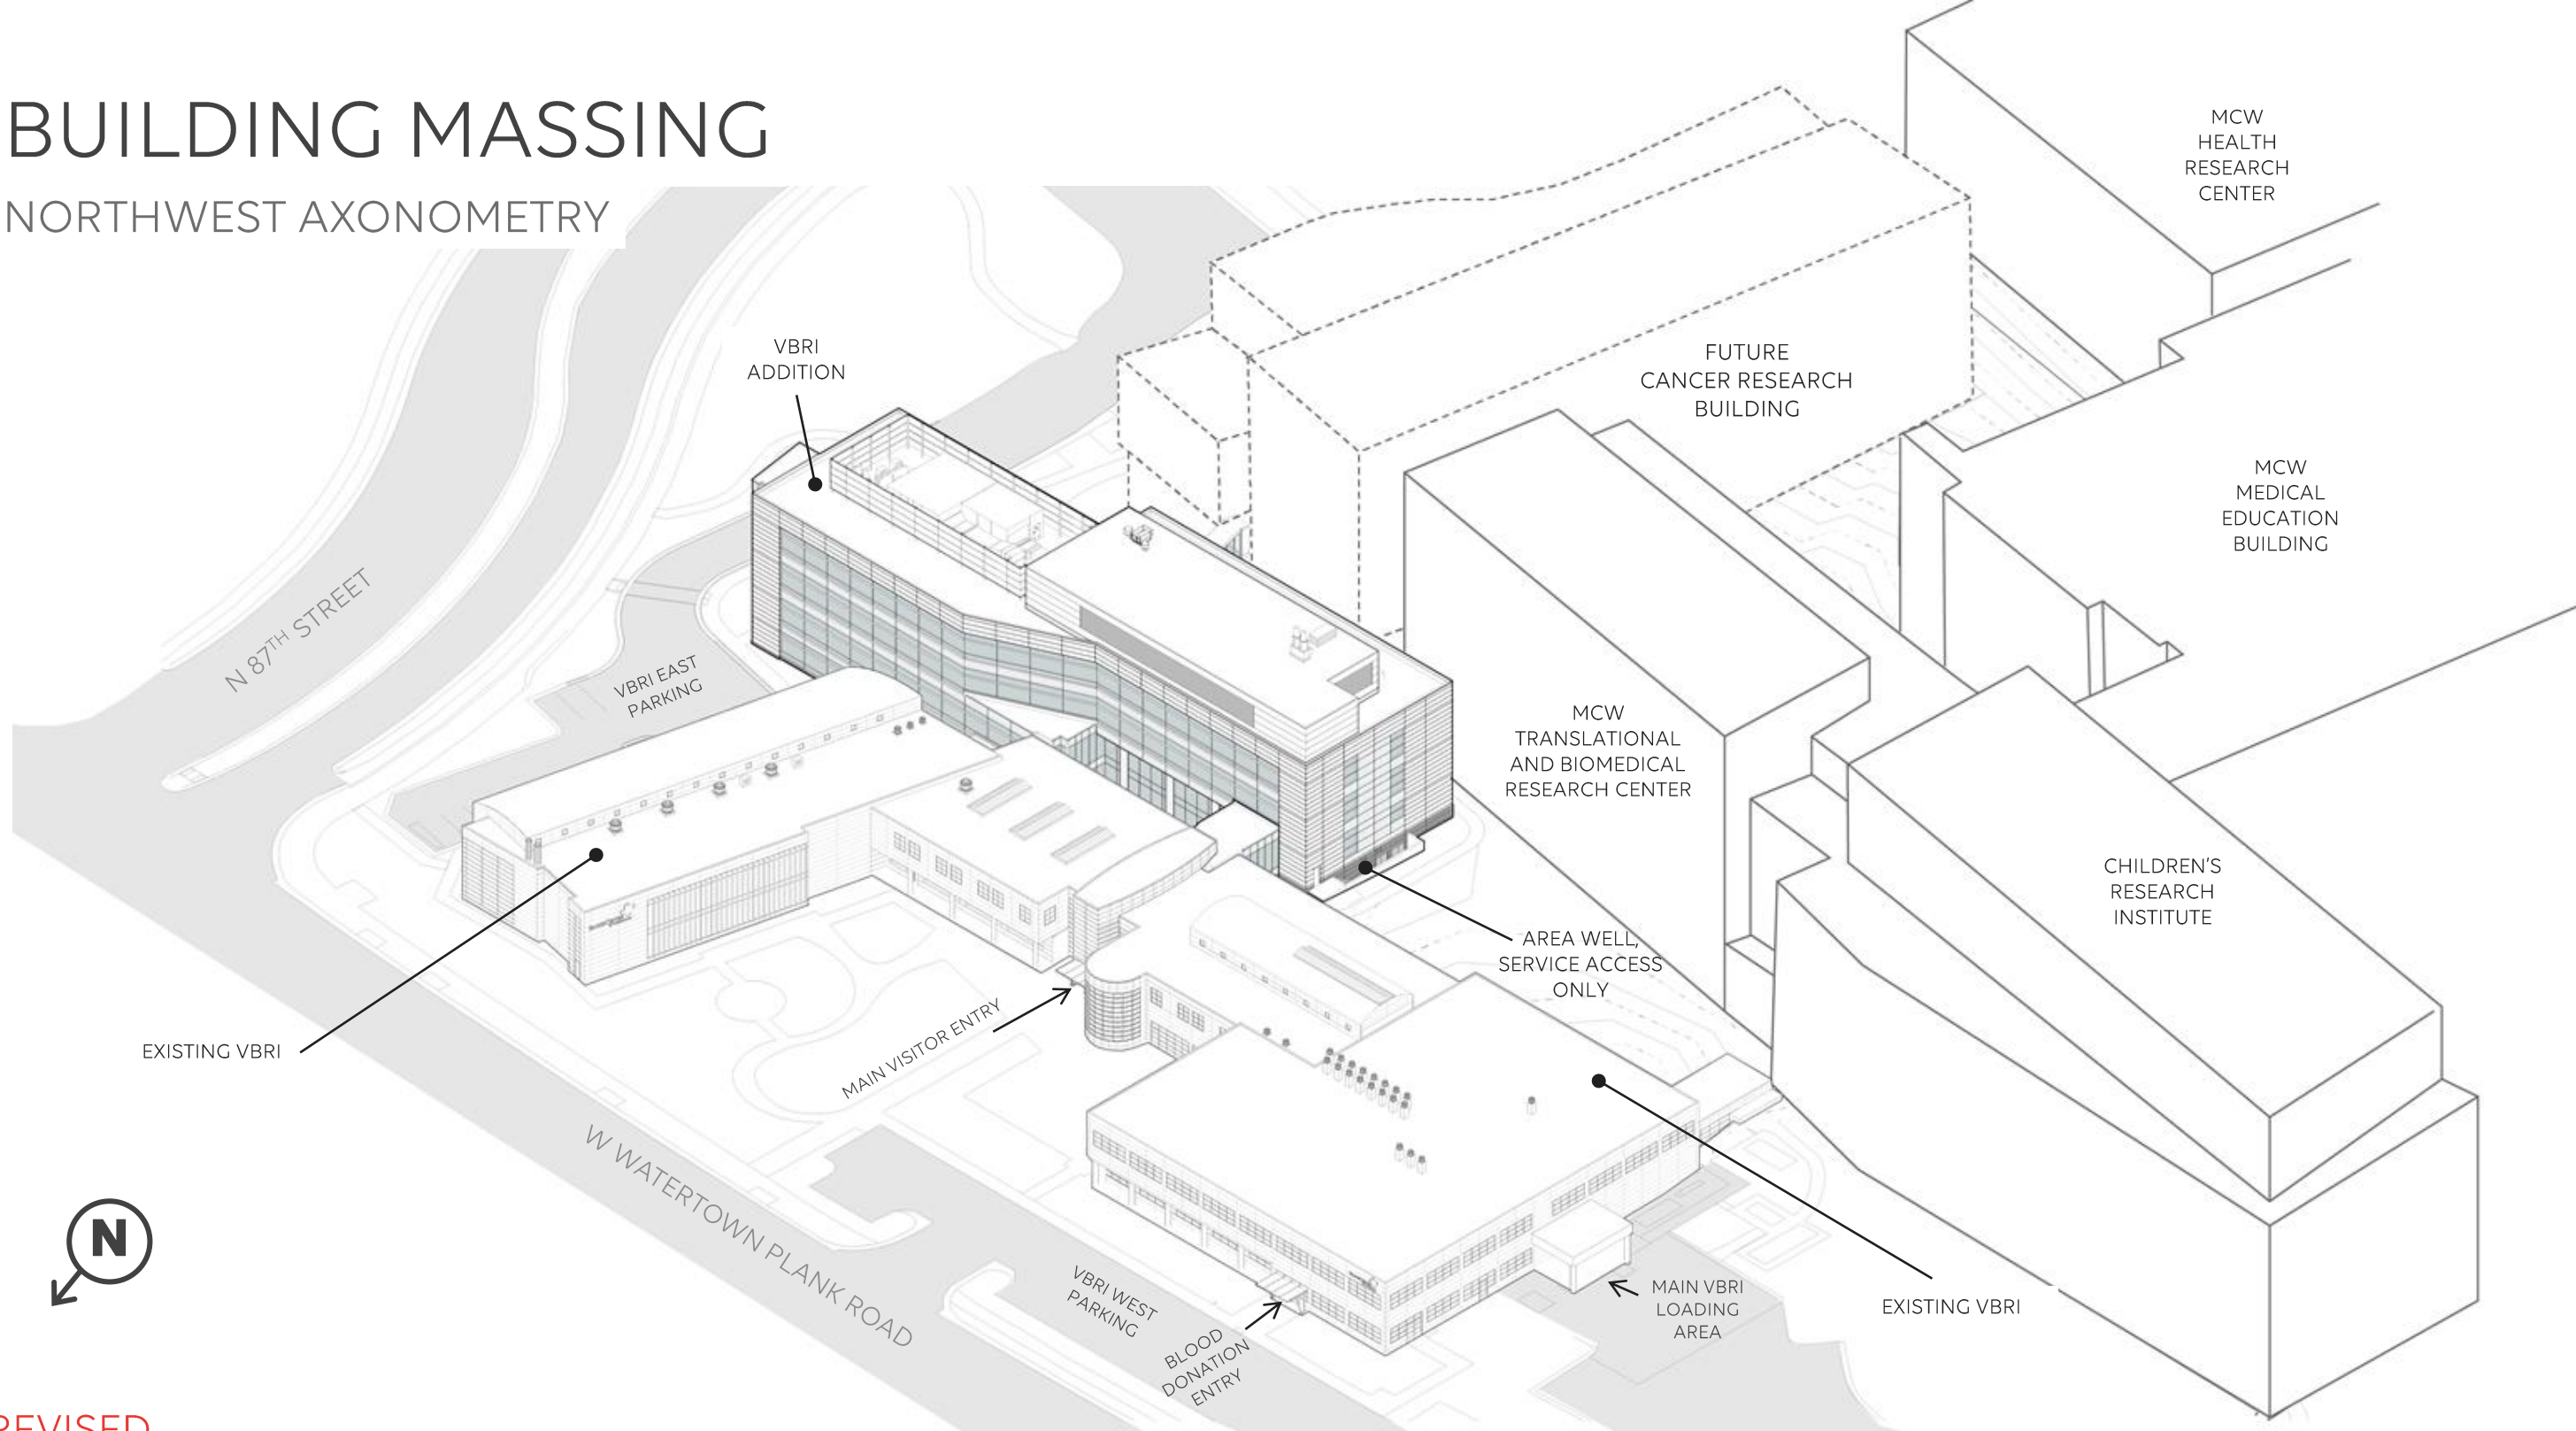 BUILDING MASSING
NORTHWEST AXONOMETRY
MCW
HEALTH
RESEARCH
CENTER
VBRI
ADDITION
FUTURE
CANCER RESEARCH
BUILDING
MCW
MEDICAL
EDUCATION
BUILDING
N 87TH STREET
VBRI EAST
PARKING
MCW
TRANSLATIONAL
AND BIOMEDICAL
RESEARCH CENTER
CHILDREN'S
RESEARCH
INSTITUTE
AREA WELL,
SERVICE ACCESS
ONLY
EXISTING VBRI
MAIN VISITOR ENTRY
W WATERTOWN PLANK ROAD
VBRI WEST
PARKING
BLOOD
DONATION
ENTRY
MAIN VBRI
LOADING
AREA
EXISTING VBRI
N
REVISED